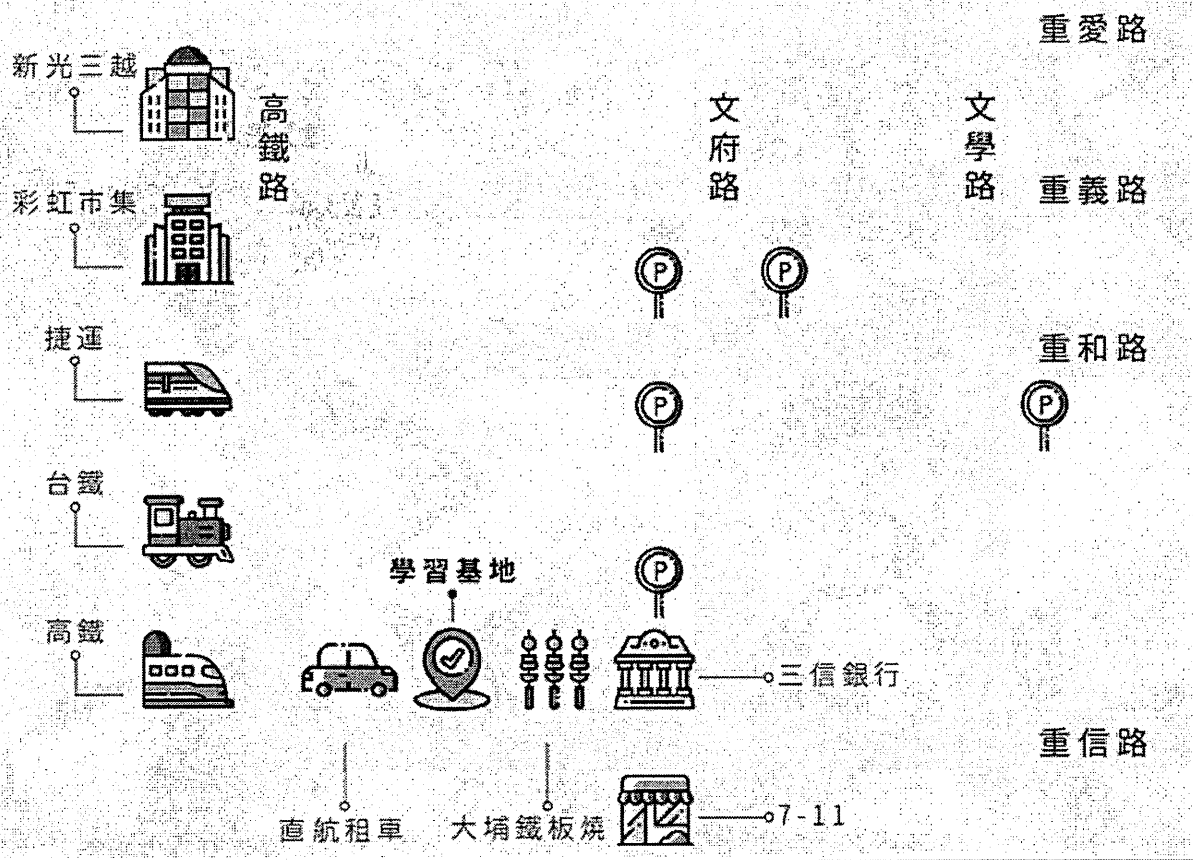 重愛路
新光三越
高鐵路
文府路
文學路
重義路
彩虹市集
P
P
捷運
重和路
P
P
台鐵
學習基地
P
高鐵
三信銀行
重信路
直航租車
大埔鐵板燒
7-11